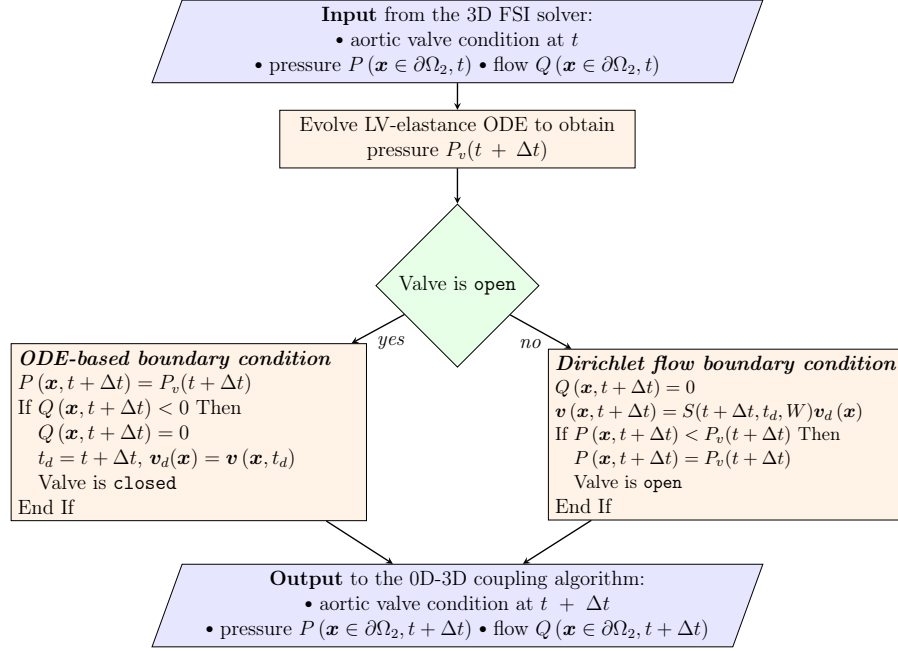 Input from the 3D FSI solver:
• aortic valve condition at t
• pressure P (x ∈ ∂Ω₂, t) • flow Q (x ∈ ∂Ω₂, t)
Evolve LV-elastance ODE to obtain
pressure Pᵥ(t + Δt)
Valve is open
yes
no
ODE-based boundary condition
P (x, t + Δt) = Pᵥ(t + Δt)
If Q (x, t + Δt) < 0 Then
Q (x, t + Δt) = 0
t_d = t + Δt, v_d(x) = v (x, t_d)
Valve is closed
End If
Dirichlet flow boundary condition
Q (x, t + Δt) = 0
v (x, t + Δt) = S(t + Δt, t_d, W)v_d (x)
If P (x, t + Δt) < Pᵥ(t + Δt) Then
P (x, t + Δt) = Pᵥ(t + Δt)
Valve is open
End If
Output to the 0D-3D coupling algorithm:
• aortic valve condition at t + Δt
• pressure P (x ∈ ∂Ω₂, t + Δt) • flow Q (x ∈ ∂Ω₂, t + Δt)